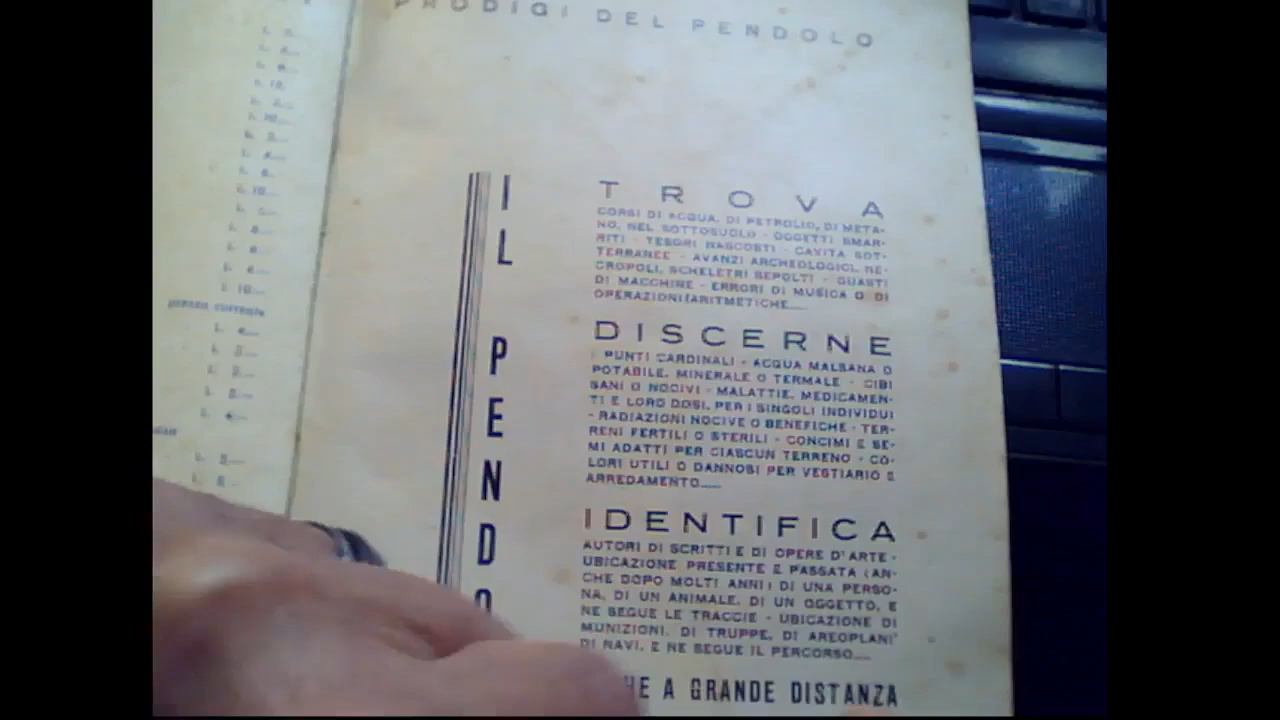 PRODIGI DEL PENDOLO
IL PENDO
TROVA
CORSI DI ACQUA, DI PETROLIO, DI META-
NO, NEL SOTTOSUOLO - OGGETTI SMAR-
RITI - TESORI NASCOSTI - CAVITA SOT-
TERRANEE - AVANZI ARCHEOLOGICI, NE-
CROPOLI, SCHELETRI SEPOLTI - GUASTI
DI MACCHINE - ERRORI DI MUSICA O DI
OPERAZIONI ARITMETICHE.....
DISCERNE
I PUNTI CARDINALI - ACQUA MALSANA O
POTABILE, MINERALE O TERMALE - CIBI
SANI O NOCIVI - MALATTIE, MEDICAMEN-
TI E LORO DOSI, PER I SINGOLI INDIVIDUI
- RADIAZIONI NOCIVE O BENEFICHE - TER-
RENI FERTILI O STERILI - CONCIMI E SE-
MI ADATTI PER CIASCUN TERRENO - CO-
LORI UTILI O DANNOSI PER VESTIARIO E
ARREDAMENTO.....
IDENTIFICA
AUTORI DI SCRITTI E DI OPERE D'ARTE -
UBICAZIONE PRESENTE E PASSATA (AN-
CHE DOPO MOLTI ANNI) DI UNA PERSO-
NA, DI UN ANIMALE, DI UN OGGETTO, E
NE SEGUE LE TRACCIE - UBICAZIONE DI
MUNIZIONI, DI TRUPPE, DI AREOPLANI
DI NAVI, E NE SEGUE IL PERCORSO.....
HE A GRANDE DISTANZA